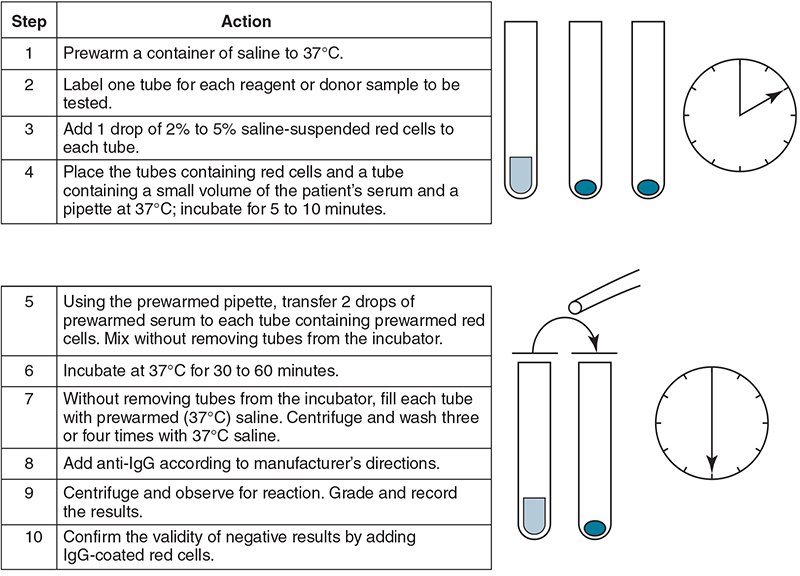 Step Action
1 Prewarm a container of saline to 37°C.
2 Label one tube for each reagent or donor sample to be
tested.
3 Add 1 drop of 2% to 5% saline-suspended red cells to
each tube.
4 Place the tubes containing red cells and a tube
containing a small volume of the patient's serum and a
pipette at 37°C; incubate for 5 to 10 minutes.
5 Using the prewarmed pipette, transfer 2 drops of
prewarmed serum to each tube containing prewarmed red
cells. Mix without removing tubes from the incubator.
6 Incubate at 37°C for 30 to 60 minutes.
7 Without removing tubes from the incubator, fill each tube
with prewarmed (37°C) saline. Centrifuge and wash three
or four times with 37°C saline.
8 Add anti-IgG according to manufacturer's directions.
9 Centrifuge and observe for reaction. Grade and record
the results.
10 Confirm the validity of negative results by adding
IgG-coated red cells.